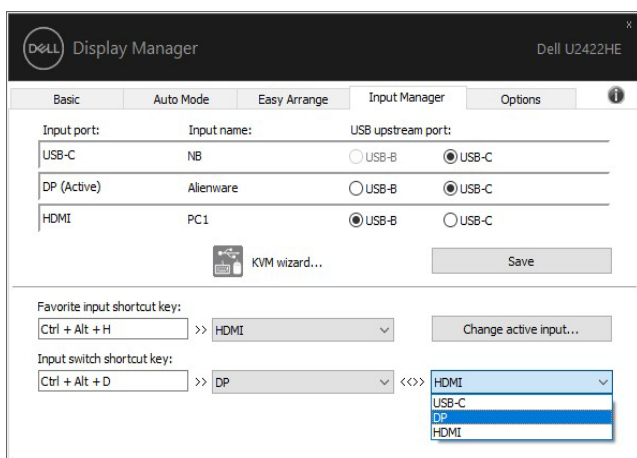 DELL Display Manager Dell U2422HE x
Basic Auto Mode Easy Arrange Input Manager Options i
Input port: Input name: USB upstream port:
USB-C NB USB-B USB-C
DP (Active) Alienware USB-B USB-C
HDMI PC1 USB-B USB-C
KVM wizard... Save
Favorite input shortcut key:
Ctrl + Alt + H >> HDMI Change active input...
Input switch shortcut key:
Ctrl + Alt + D >> DP <<>> HDMI
USB-C
DP
HDMI